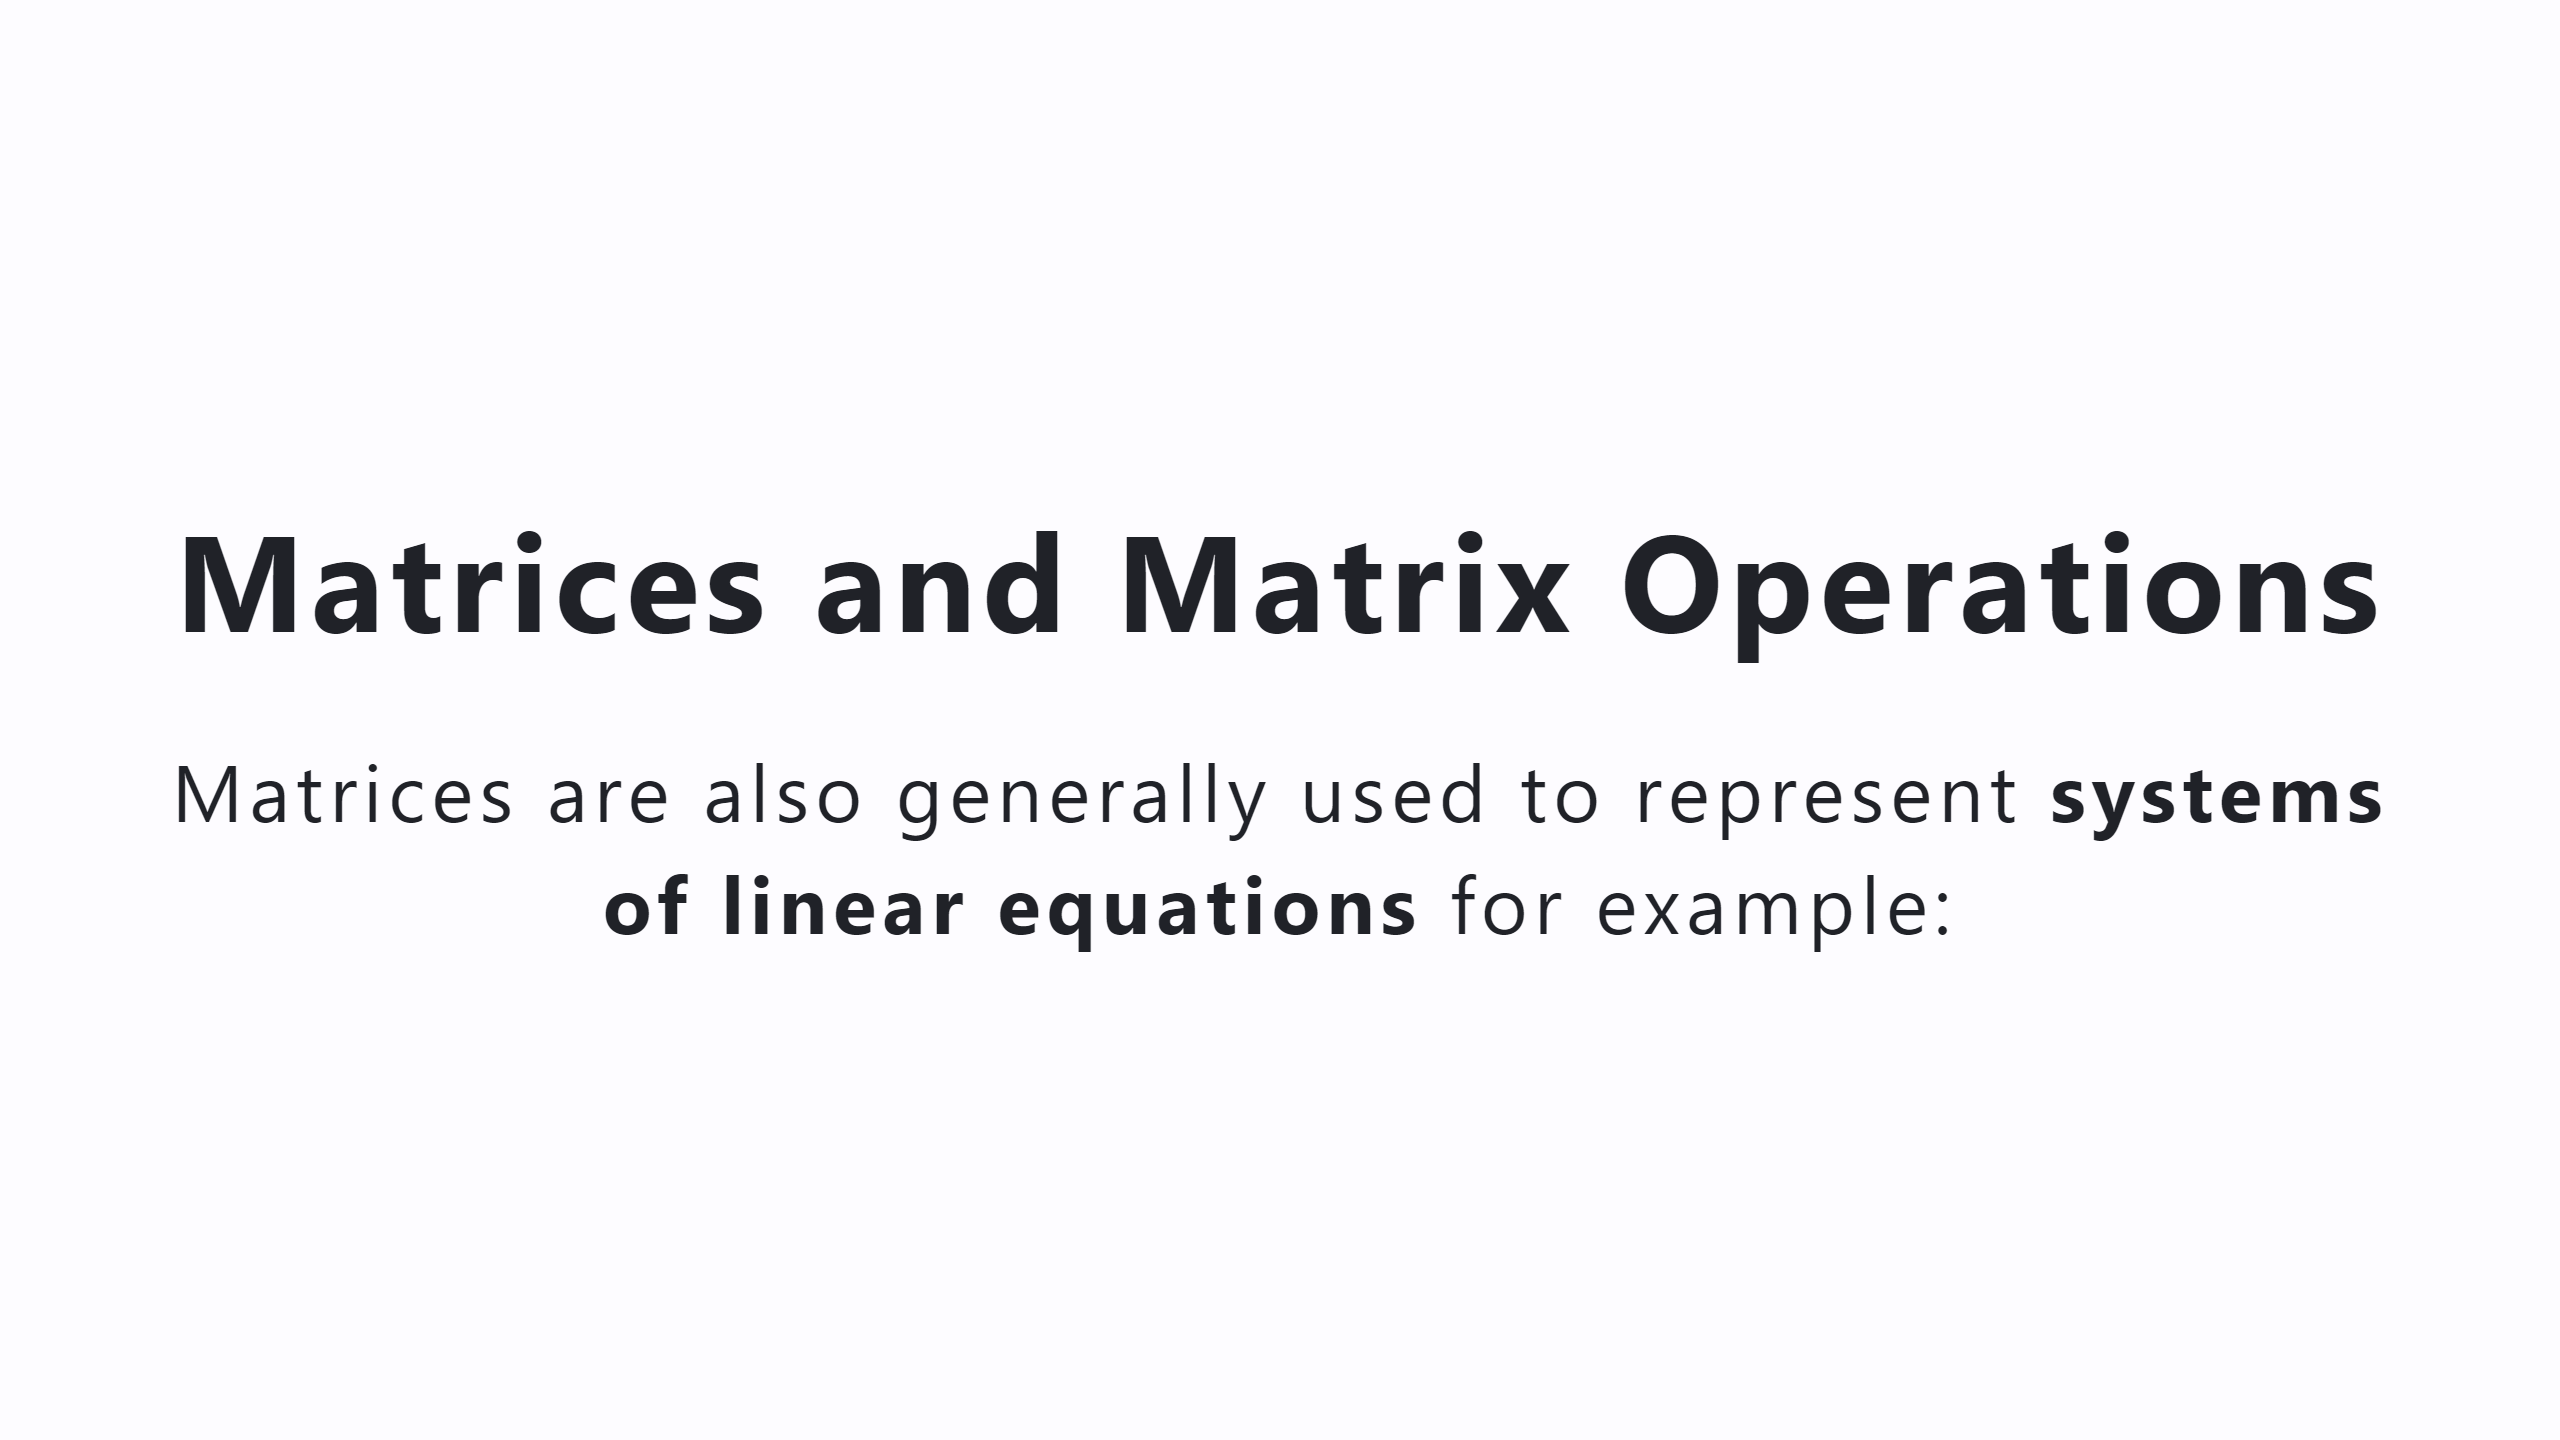 Matrices and Matrix Operations
Matrices are also generally used to represent systems
of linear equations for example: